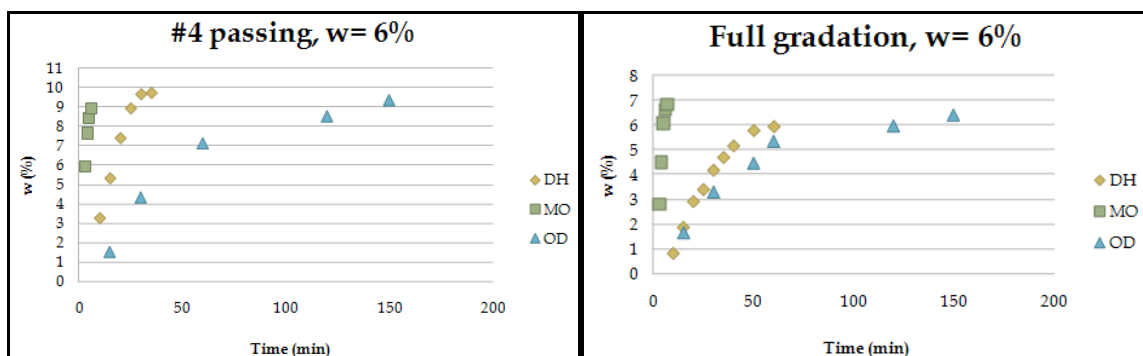 #4 passing, w= 6%
11
10
9
8
7
6
5
4
3
2
1
0
w (%)
0 50 100 150 200
Time (min)
DH
MO
OD
Full gradation, w= 6%
8
7
6
5
4
3
2
1
0
w (%)
0 50 100 150 200
Time (min)
DH
MO
OD